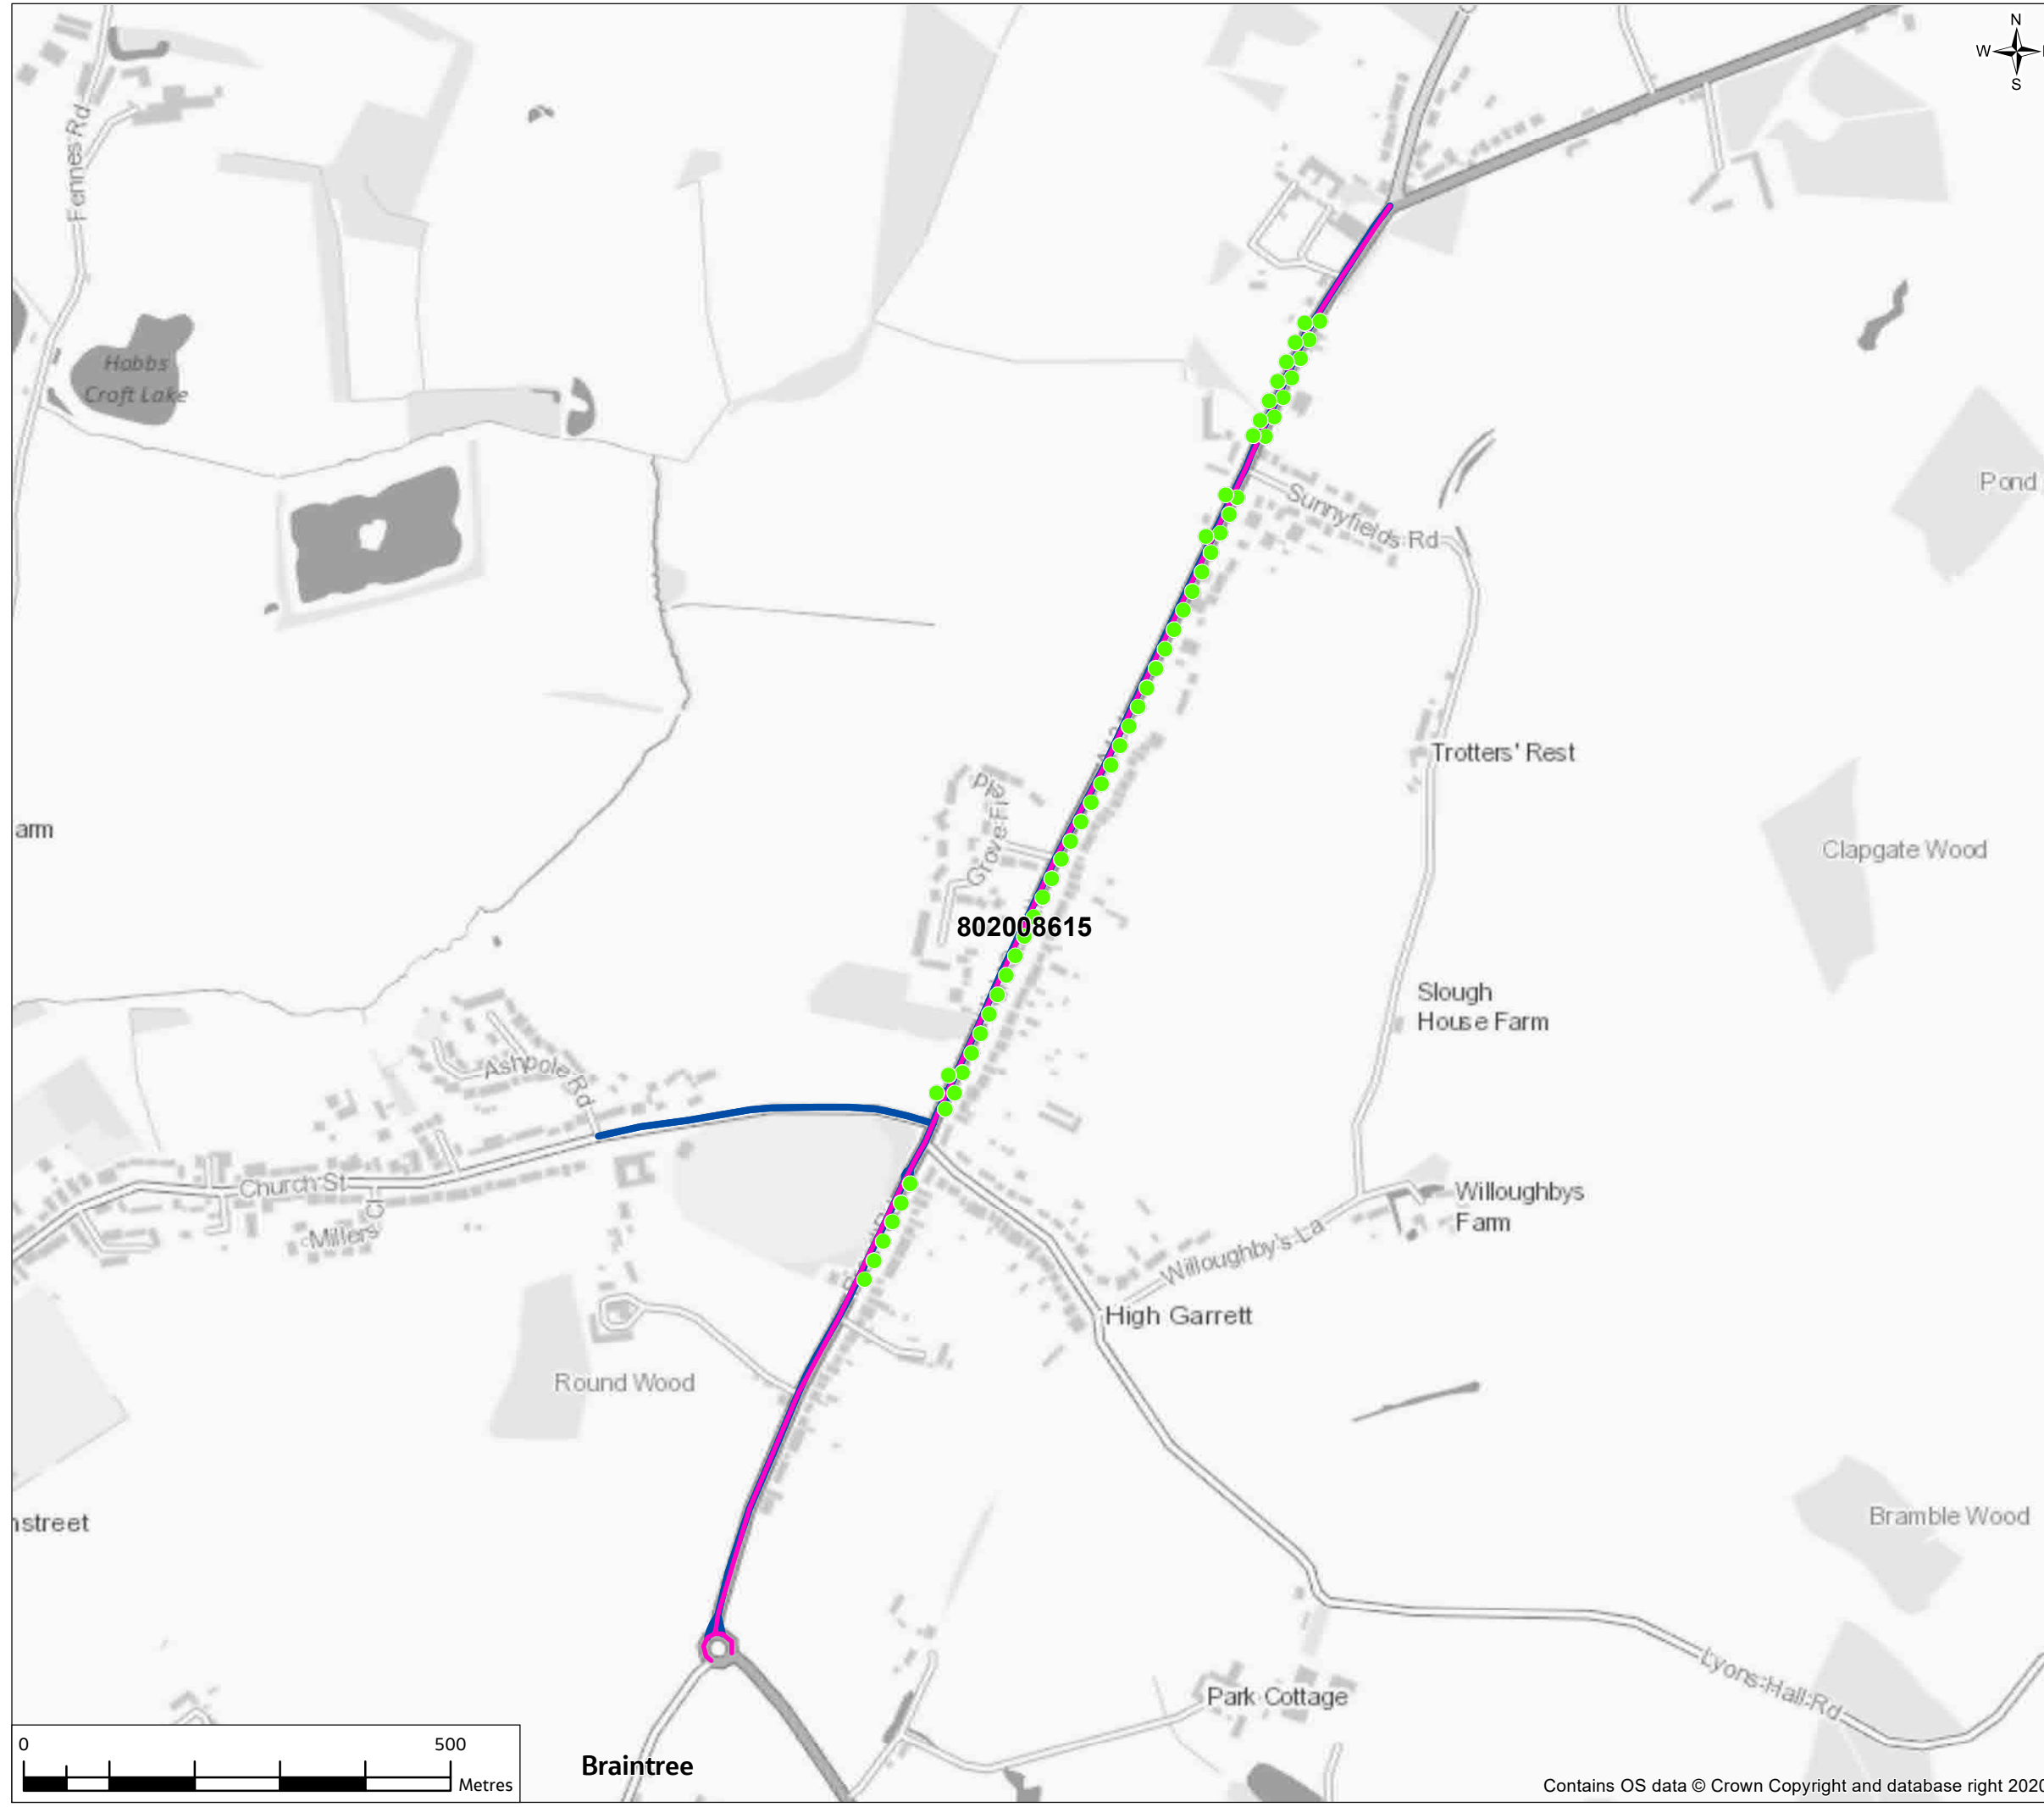 N
W
S
Fennes Rd
Hobbs
Croft Lake
Sunnyfields Rd
Pond
Trotters' Rest
arm
Clapgate Wood
802008615
Slough
House Farm
Ashpole Rd
Church St
Millers Cl
Willoughbys
Farm
Willoughby's La
High Garrett
Round Wood
nstreet
Bramble Wood
Lyons Hall Rd
Park Cottage
Braintree
0 500
Metres
Contains OS data © Crown Copyright and database right 2020